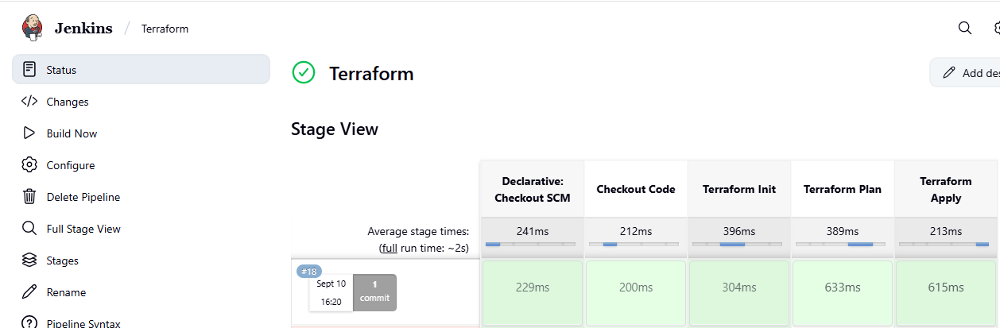 Jenkins / Terraform
Status
Changes
Build Now
Configure
Delete Pipeline
Full Stage View
Stages
Rename
Pipeline Syntax
Terraform
Add des
Stage View
Declarative:
Checkout SCM
Checkout Code
Terraform Init
Terraform Plan
Terraform
Apply
Average stage times:
(full run time: ~2s)
241ms
212ms
396ms
389ms
213ms
#18
Sept 10
16:20
1
commit
229ms
200ms
304ms
633ms
615ms